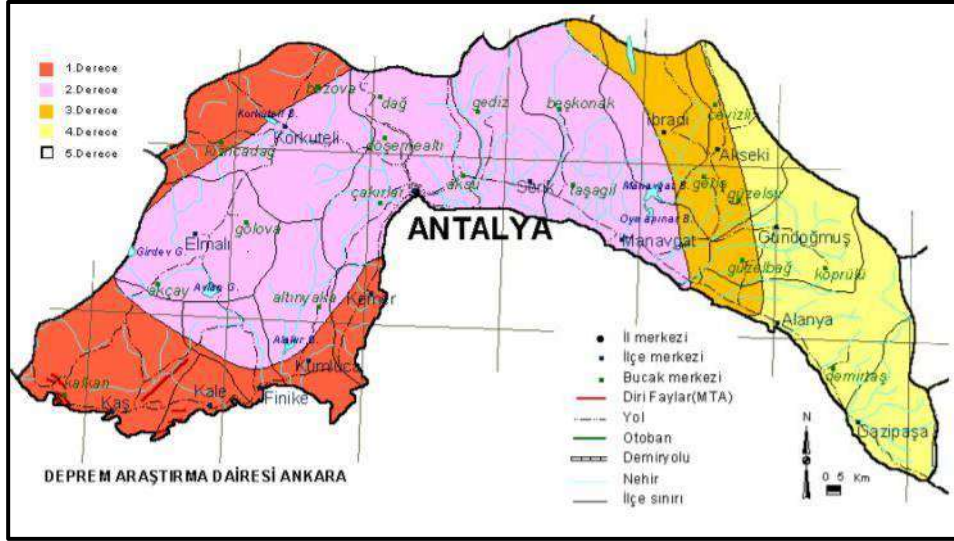 1.Derece
2.Derece
3.Derece
4.Derece
5.Derece
bozova
dağ
gediz
beşkonak
cevizli
İbradı
Korkuteli B.
Korkuteli
döşemealtı
Akseki
çakırlar
aksu
Serik
taşağıl
Manavgat B.
geriş
güzelsu
ANTALYA
Oymapınar B.
gölova
Elmalı
Manavgat
Gündoğmuş
Girdev G.
güzelbağ
köprülü
akçay
Avlan G.
altınyaka
Kemer
Alanya
Alakır B.
Kumluca
kalkan
Kaş
Kale
Finike
demirtaş
Gazipaşa
İl merkezi
İlçe merkezi
Bucak merkezi
Diri Faylar(MTA)
Yol
Otoban
Demiryolu
Nehir
İlçe sınırı
N
0 5 Km
DEPREM ARAŞTIRMA DAİRESİ ANKARA